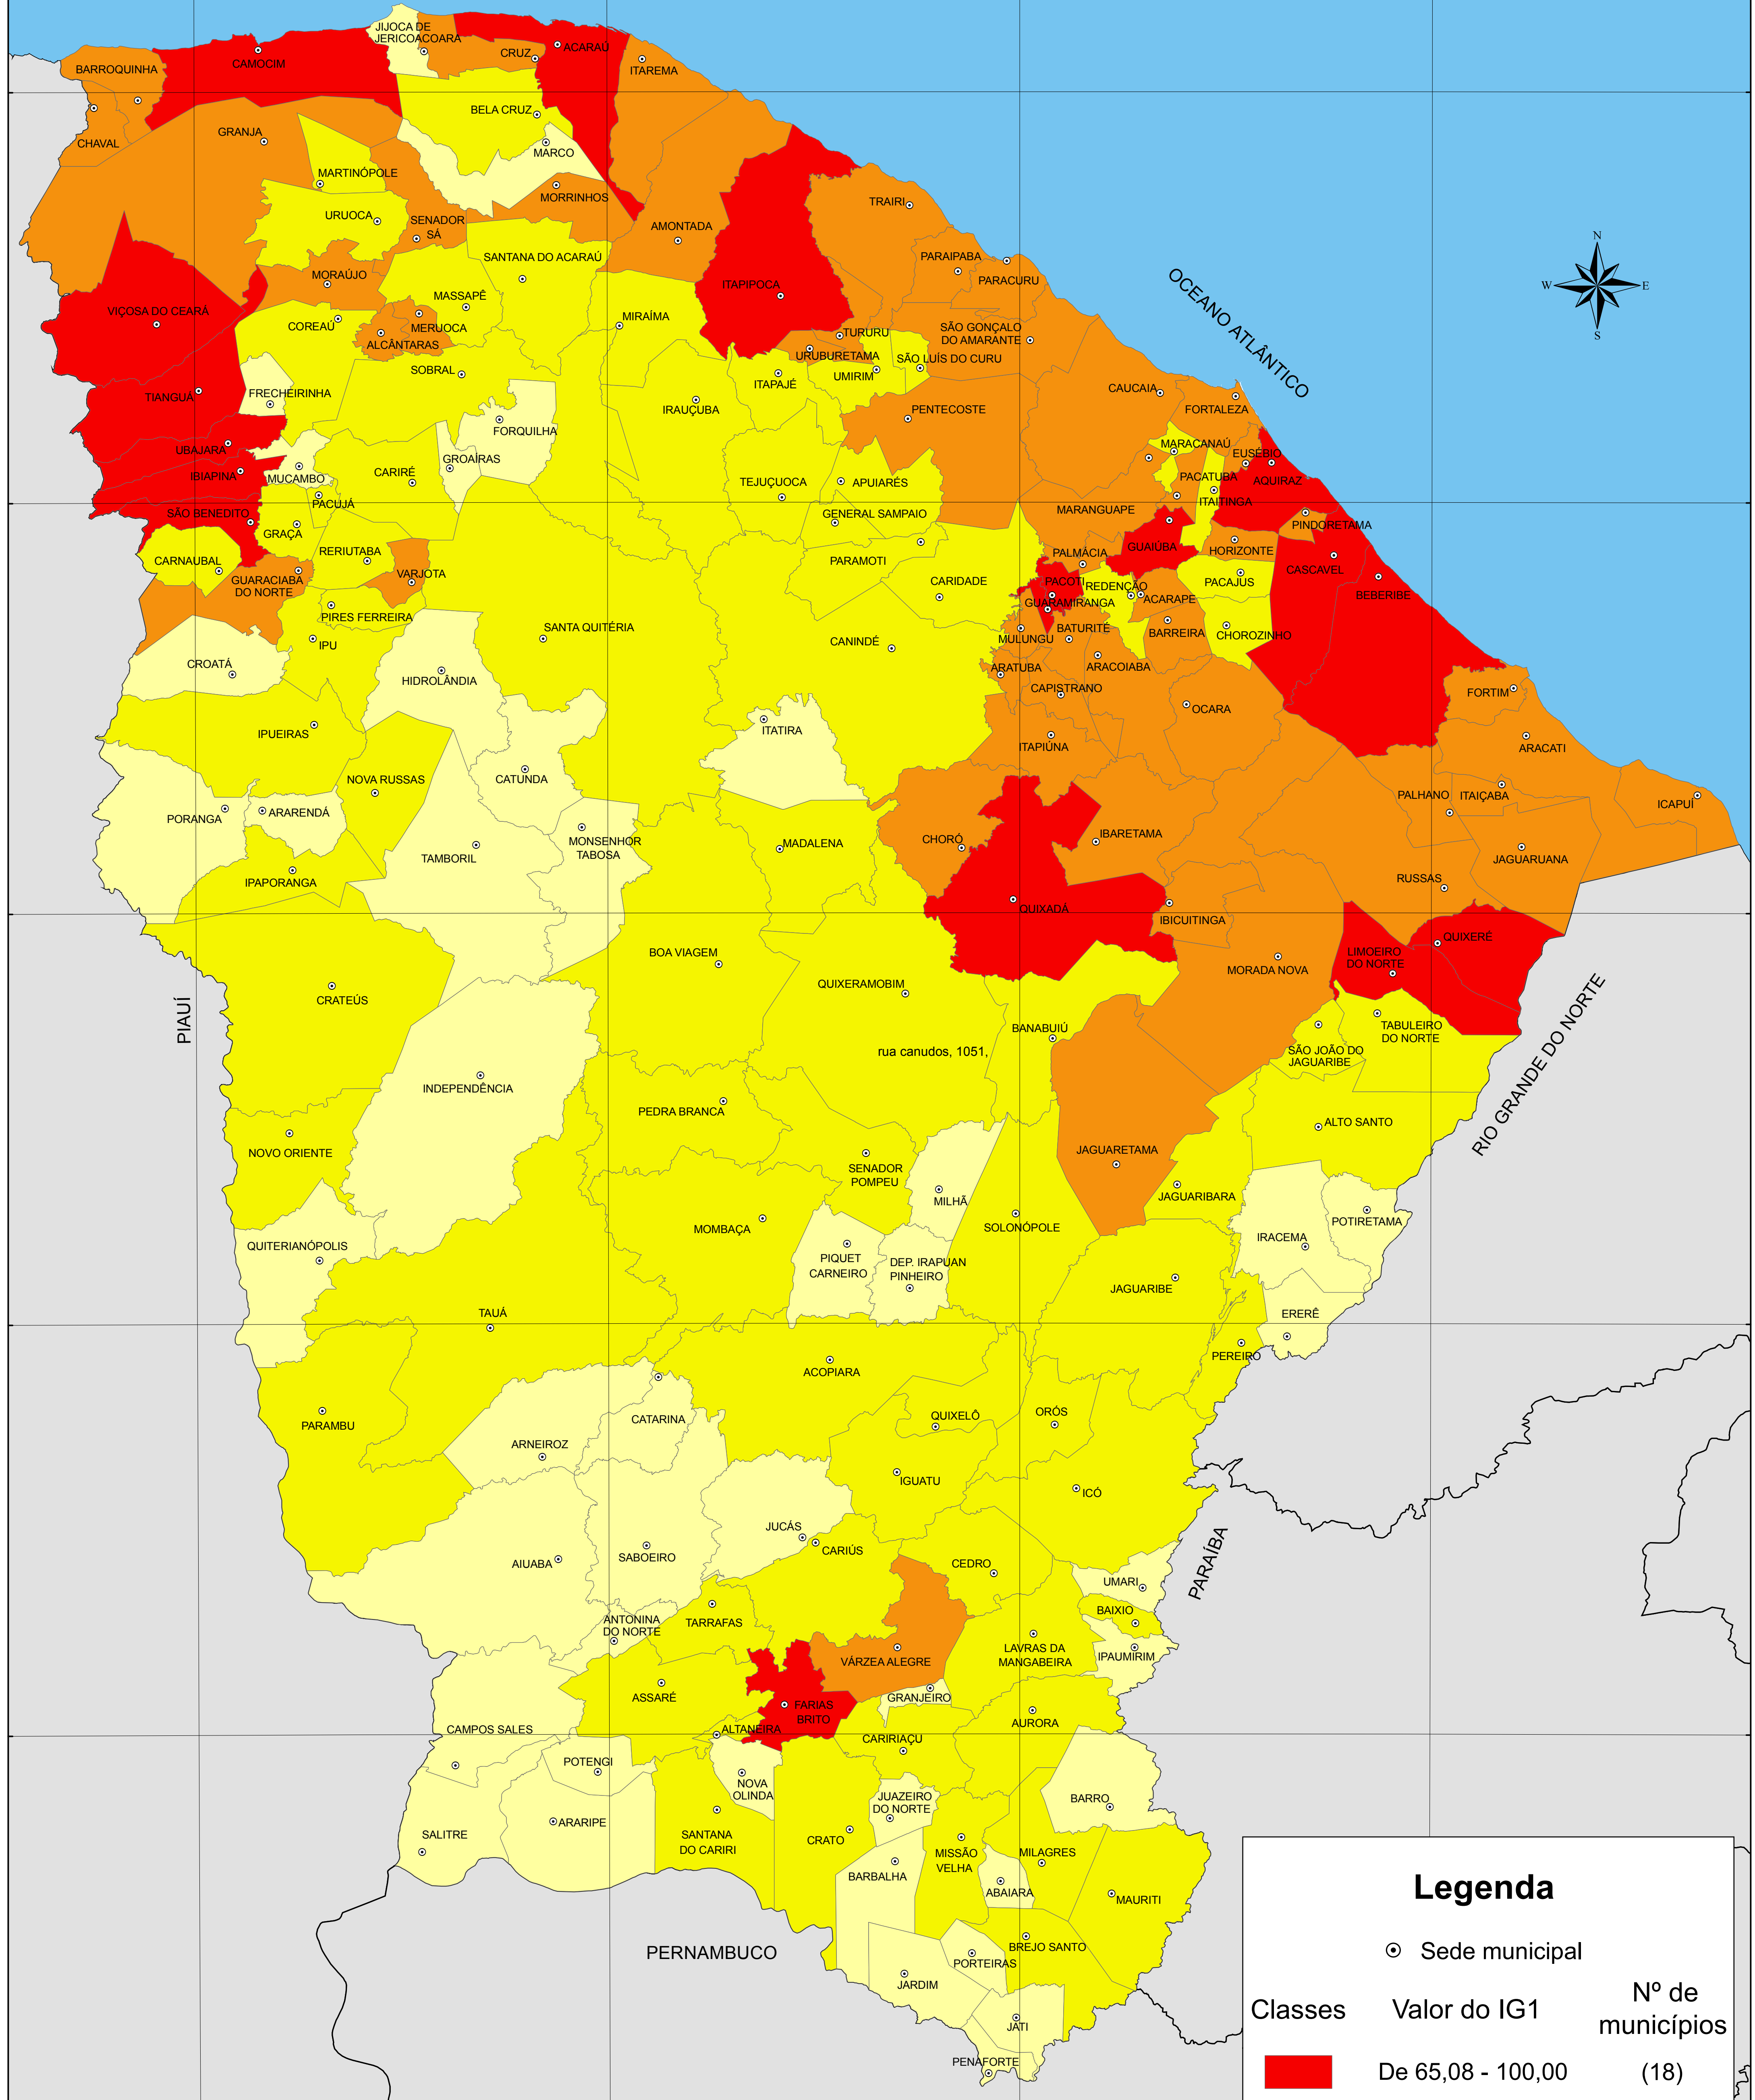 JIJOCA DE
JERICOACOARA
CRUZ
ACARAÚ
BARROQUINHA
CAMOCIM
ITAREMA
BELA CRUZ
GRANJA
CHAVAL
MARCO
MARTINÓPOLE
MORRINHOS
TRAIRI
URUOCA
SENADOR
SÁ
AMONTADA
N
W
E
S
SANTANA DO ACARAÚ
PARAIPABA
PARACURU
MORAÚJO
ITAPIPOCA
MASSAPÊ
VIÇOSA DO CEARÁ
OCEANO ATLÂNTICO
COREAÚ
MERUOCA
MIRAÍMA
ALCÂNTARAS
TURURU
SÃO GONÇALO
DO AMARANTE
URUBURETAMA
SÃO LUÍS DO CURU
SOBRAL
ITAPAJÉ
UMIRIM
FRECHEIRINHA
TIANGUÁ
CAUCAIA
IRAUÇUBA
PENTECOSTE
FORTALEZA
FORQUILHA
UBAJARA
MARACANAÚ
EUSÉBIO
GROAÍRAS
IBIAPINA
MUCAMBO
CARIRÉ
TEJUÇUOCA
APUIARÉS
PACATUBA
AQUIRAZ
PACUJÁ
ITAITINGA
SÃO BENEDITO
GENERAL SAMPAIO
MARANGUAPE
PINDORETAMA
GRAÇA
RERIUTABA
CARNAUBAL
PARAMOTI
PALMÁCIA
GUAIÚBA
HORIZONTE
GUARACIABA
DO NORTE
VARJOTA
CARIDADE
PACOTI
REDENÇÃO
PACAJUS
CASCAVEL
GUARAMIRANGA
ACARAPE
BEBERIBE
PIRES FERREIRA
IPU
SANTA QUITÉRIA
CANINDÉ
MULUNGU
BATURITÉ
BARREIRA
CHOROZINHO
CROATÁ
HIDROLÂNDIA
ARATUBA
ARACOIABA
CAPISTRANO
FORTIM
OCARA
IPUEIRAS
ITATIRA
ITAPIÚNA
ARACATI
NOVA RUSSAS
CATUNDA
PALHANO
ITAIÇABA
ICAPUÍ
PORANGA
ARARENDÁ
MONSENHOR
TABOSA
MADALENA
CHORÓ
IBARETAMA
TAMBORIL
JAGUARUANA
IPAPORANGA
RUSSAS
QUIXADÁ
IBICUITINGA
QUIXERÉ
BOA VIAGEM
LIMOEIRO
DO NORTE
MORADA NOVA
QUIXERAMOBIM
CRATEÚS
PIAUÍ
BANABUIÚ
TABULEIRO
DO NORTE
rua canudos, 1051,
SÃO JOÃO DO
JAGUARIBE
RIO GRANDE DO NORTE
INDEPENDÊNCIA
PEDRA BRANCA
ALTO SANTO
NOVO ORIENTE
JAGUARETAMA
SENADOR
POMPEU
MILHÃ
JAGUARIBARA
MOMBAÇA
SOLONÓPOLE
POTIRETAMA
IRACEMA
QUITERIANÓPOLIS
PIQUET
CARNEIRO
DEP. IRAPUAN
PINHEIRO
JAGUARIBE
TAUÁ
ERERÊ
PEREIRO
ACOPIARA
PARAMBU
CATARINA
QUIXELÔ
ORÓS
ARNEIROZ
IGUATU
ICÓ
JUCÁS
CARIÚS
SABOEIRO
AIUABA
CEDRO
PARAÍBA
UMARI
BAIXIO
ANTONINA
DO NORTE
TARRAFAS
LAVRAS DA
MANGABEIRA
IPAUMIRIM
VÁRZEA ALEGRE
ASSARÉ
GRANJEIRO
FARIAS
BRITO
AURORA
CAMPOS SALES
ALTANEIRA
CARIRIAÇU
POTENGI
NOVA
OLINDA
JUAZEIRO
DO NORTE
BARRO
ARARIPE
SALITRE
SANTANA
DO CARIRI
CRATO
MISSÃO
VELHA
MILAGRES
BARBALHA
ABAIARA
MAURITI
PERNAMBUCO
BREJO SANTO
PORTEIRAS
JARDIM
JATI
PENAFORTE
Legenda
Sede municipal
Classes Valor do IG1 Nº de
municípios
De 65,08 - 100,00 (18)